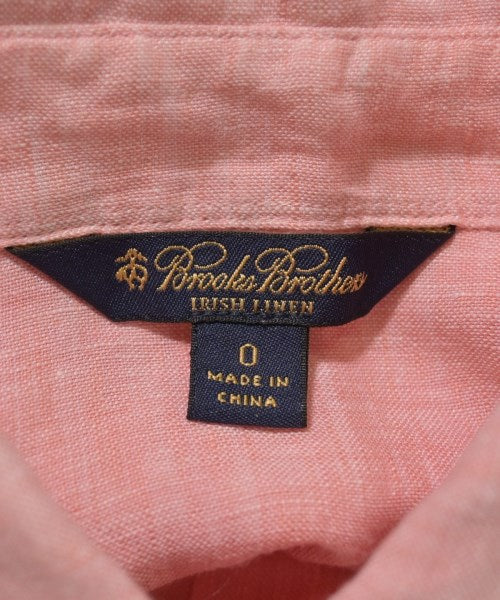 Brooks Brothers
IRISH LINEN
0
MADE IN
CHINA